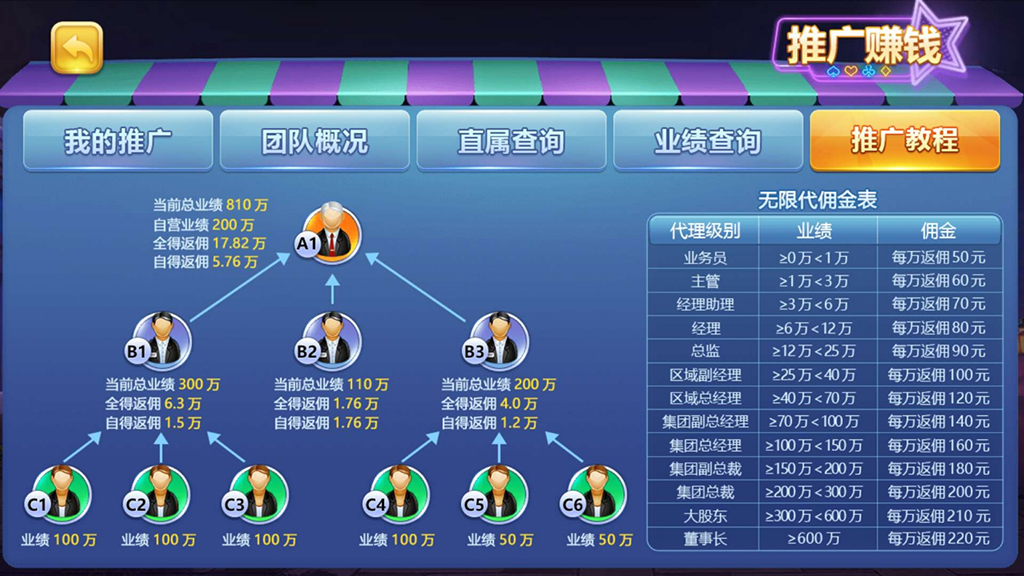 推广赚钱
我的推广
团队概况
直属查询
业绩查询
推广教程
当前总业绩 810 万
自营业绩 200 万
全得返佣 17.82 万
自得返佣 5.76 万
A1
B1
当前总业绩 300 万
全得返佣 6.3 万
自得返佣 1.5 万
B2
当前总业绩 110 万
全得返佣 1.76 万
自得返佣 1.76 万
B3
当前总业绩 200 万
全得返佣 4.0 万
自得返佣 1.2 万
C1
业绩 100 万
C2
业绩 100 万
C3
业绩 100 万
C4
业绩 100 万
C5
业绩 50 万
C6
业绩 50 万
无限代佣金表
代理级别 业绩 佣金
业务员 ≥0万<1万 每万返佣50元
主管 ≥1万<3万 每万返佣60元
经理助理 ≥3万<6万 每万返佣70元
经理 ≥6万<12万 每万返佣80元
总监 ≥12万<25万 每万返佣90元
区域副经理 ≥25万<40万 每万返佣100元
区域总经理 ≥40万<70万 每万返佣120元
集团副总经理 ≥70万<100万 每万返佣140元
集团总经理 ≥100万<150万 每万返佣160元
集团副总裁 ≥150万<200万 每万返佣180元
集团总裁 ≥200万<300万 每万返佣200元
大股东 ≥300万<600万 每万返佣210元
董事长 ≥600万 每万返佣220元